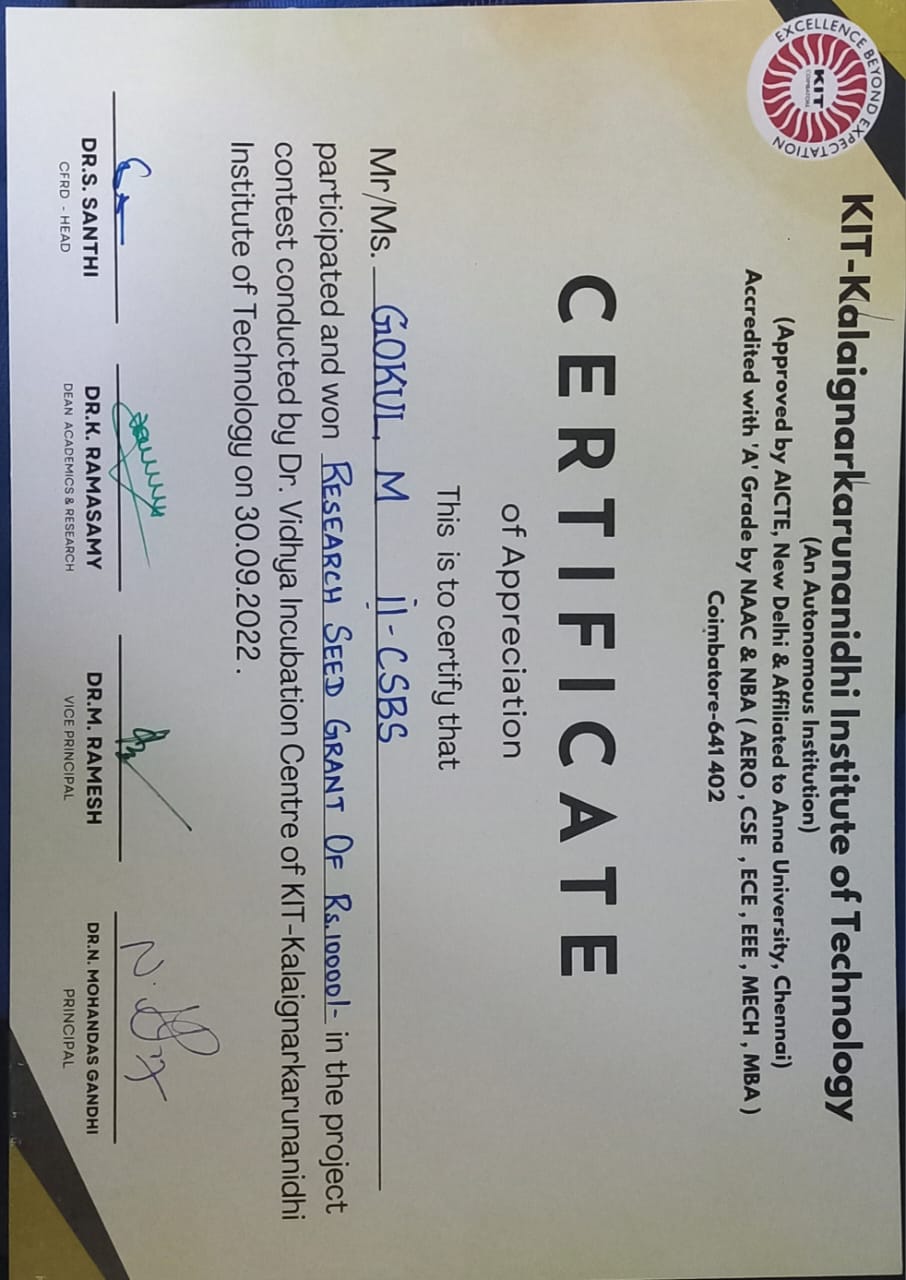 EXCELLENCE BEYOND EXPECTATION
KIT
COIMBATORE
KIT-Kalaignarkarunanidhi Institute of Technology
(An Autonomous Institution)
(Approved by AICTE, New Delhi & Affiliated to Anna University, Chennai)
Accredited with 'A' Grade by NAAC & NBA ( AERO , CSE , ECE , EEE , MECH , MBA )
Coimbatore-641 402
CERTIFICATE
of Appreciation
This is to certify that
Mr/Ms. GOKUL. M II-CSBS
participated and won RESEARCH SEED GRANT OF Rs.10000/- in the project
contest conducted by Dr. Vidhya Incubation Centre of KIT-Kalaignarkarunanidhi
Institute of Technology on 30.09.2022 .
DR.S. SANTHI
CFRD - HEAD
DR.K. RAMASAMY
DEAN ACADEMICS & RESEARCH
DR.M. RAMESH
VICE PRINCIPAL
DR.N. MOHANDAS GANDHI
PRINCIPAL